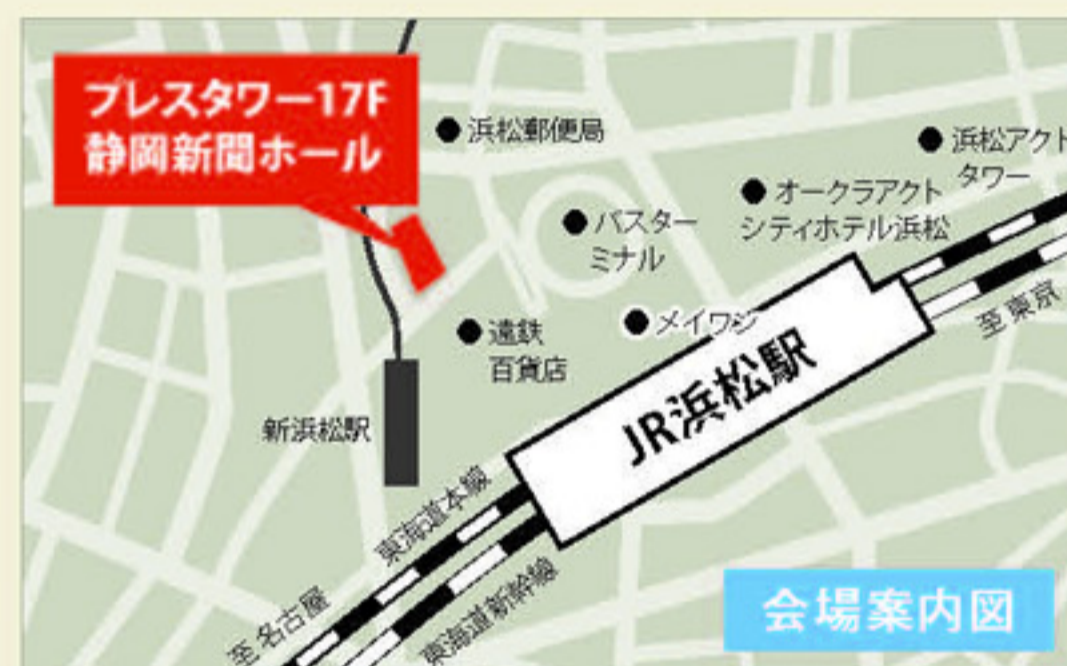 プレスタワー17F
静岡新聞ホール
浜松郵便局
浜松アクト
タワー
オークラアクト
シティホテル浜松
バスター
ミナル
メイワン
遠鉄
百貨店
至東京
JR浜松駅
新浜松駅
東海道本線
東海道新幹線
至名古屋
会場案内図